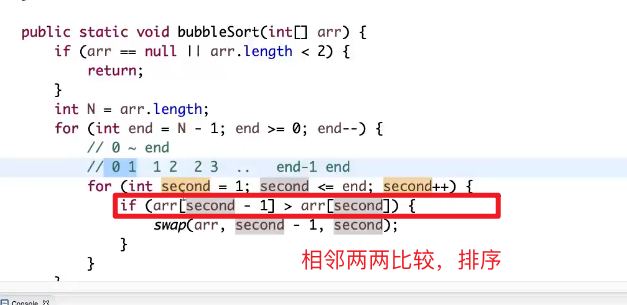 public static void bubbleSort(int[] arr) {
if (arr == null || arr.length < 2) {
return;
}
int N = arr.length;
for (int end = N - 1; end >= 0; end--) {
// 0 ~ end
// 0 1 1 2 2 3 .. end-1 end
for (int second = 1; second <= end; second++) {
if (arr[second - 1] > arr[second]) {
swap(arr, second - 1, second);
}
}
相邻两两比较，排序
Console